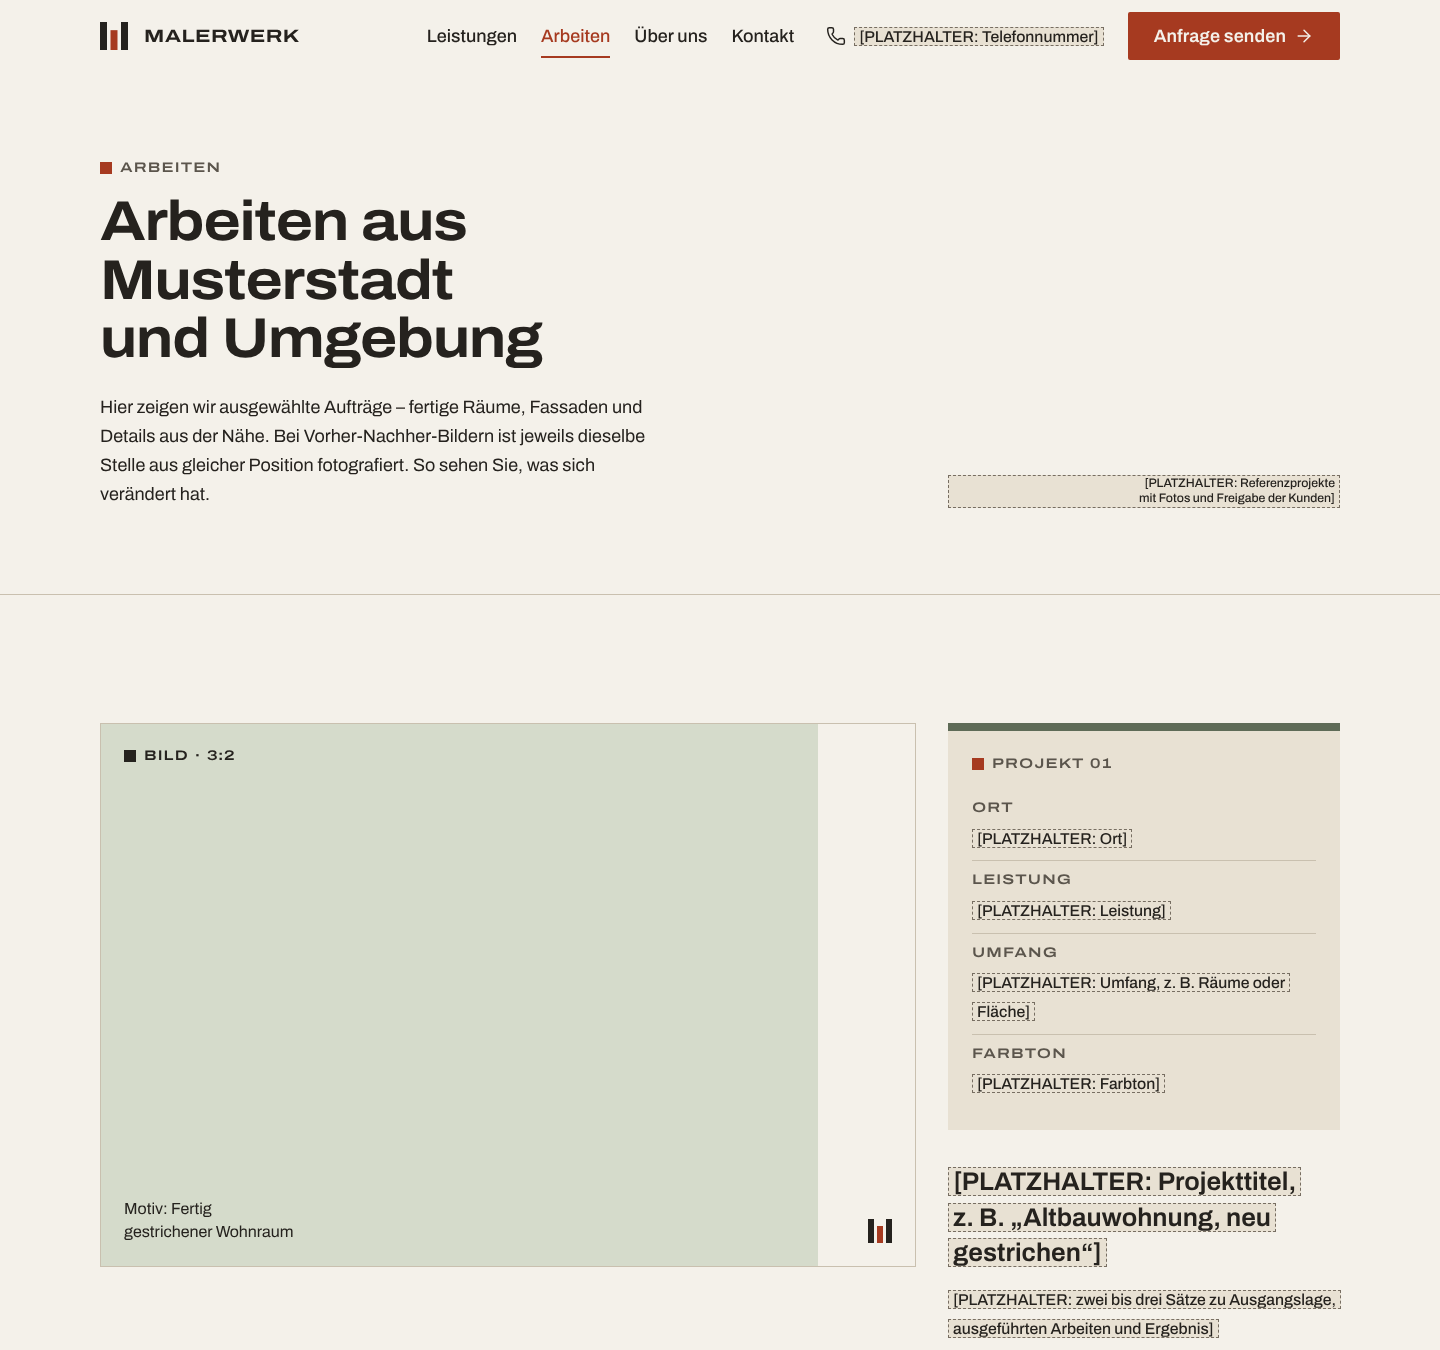 MALERWERK
Leistungen
Arbeiten
Über uns
Kontakt
[PLATZHALTER: Telefonnummer]
Anfrage senden
ARBEITEN
Arbeiten aus
Musterstadt
und Umgebung
Hier zeigen wir ausgewählte Aufträge – fertige Räume, Fassaden und
Details aus der Nähe. Bei Vorher-Nachher-Bildern ist jeweils dieselbe
Stelle aus gleicher Position fotografiert. So sehen Sie, was sich
verändert hat.
[PLATZHALTER: Referenzprojekte
mit Fotos und Freigabe der Kunden]
BILD · 3:2
Motiv: Fertig
gestrichener Wohnraum
PROJEKT 01
ORT
[PLATZHALTER: Ort]
LEISTUNG
[PLATZHALTER: Leistung]
UMFANG
[PLATZHALTER: Umfang, z. B. Räume oder
Fläche]
FARBTON
[PLATZHALTER: Farbton]
[PLATZHALTER: Projekttitel,
z. B. „Altbauwohnung, neu
gestrichen“]
[PLATZHALTER: zwei bis drei Sätze zu Ausgangslage,
ausgeführten Arbeiten und Ergebnis]